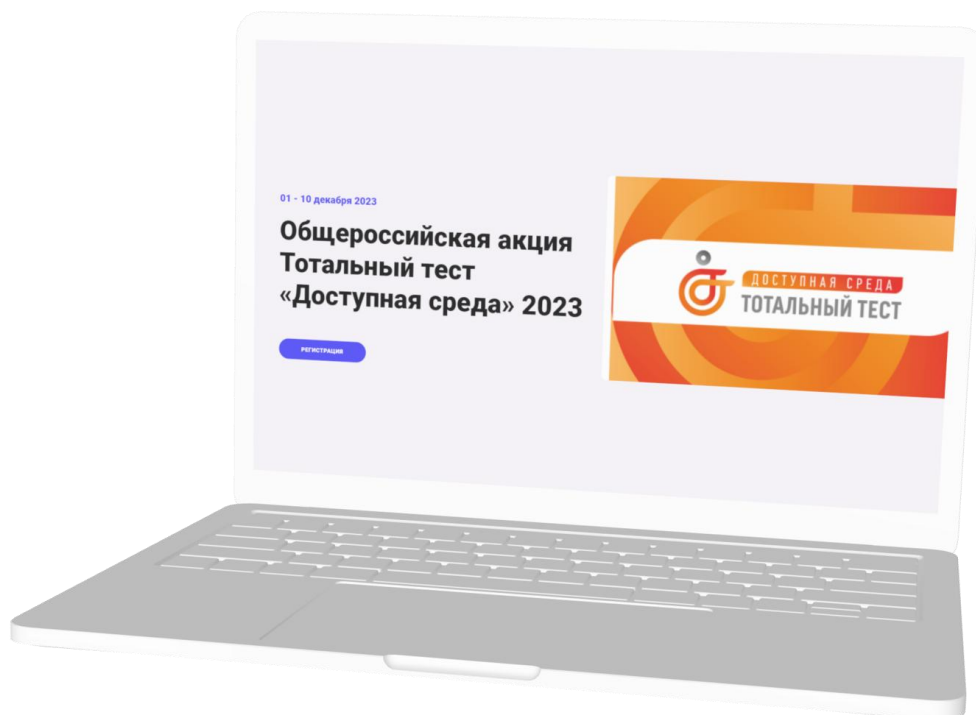 01 - 10 декабря 2023
Общероссийская акция
Тотальный тест
«Доступная среда» 2023
РЕГИСТРАЦИЯ
ДОСТУПНАЯ СРЕДА
ТОТАЛЬНЫЙ ТЕСТ